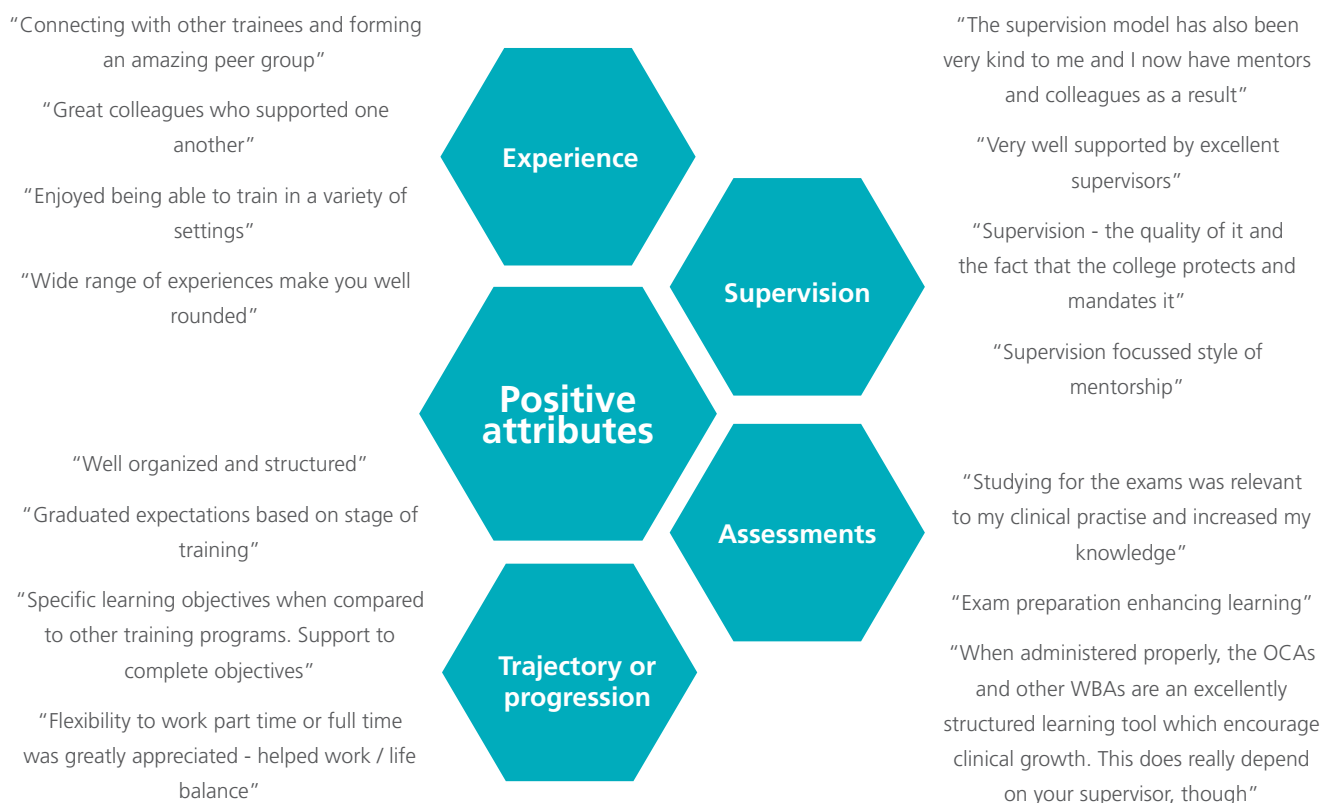 “Connecting with other trainees and forming
an amazing peer group”
“Great colleagues who supported one
another”
“Enjoyed being able to train in a variety of
settings”
“Wide range of experiences make you well
rounded”
Experience
“The supervision model has also been
very kind to me and I now have mentors
and colleagues as a result”
“Very well supported by excellent
supervisors”
“Supervision - the quality of it and
the fact that the college protects and
mandates it”
“Supervision focussed style of
mentorship”
Supervision
Positive
attributes
“Well organized and structured”
“Graduated expectations based on stage of
training”
“Specific learning objectives when compared
to other training programs. Support to
complete objectives”
“Flexibility to work part time or full time
was greatly appreciated - helped work / life
balance”
Trajectory or
progression
Assessments
“Studying for the exams was relevant
to my clinical practise and increased my
knowledge”
“Exam preparation enhancing learning”
“When administered properly, the OCAs
and other WBAs are an excellently
structured learning tool which encourage
clinical growth. This does really depend
on your supervisor, though”